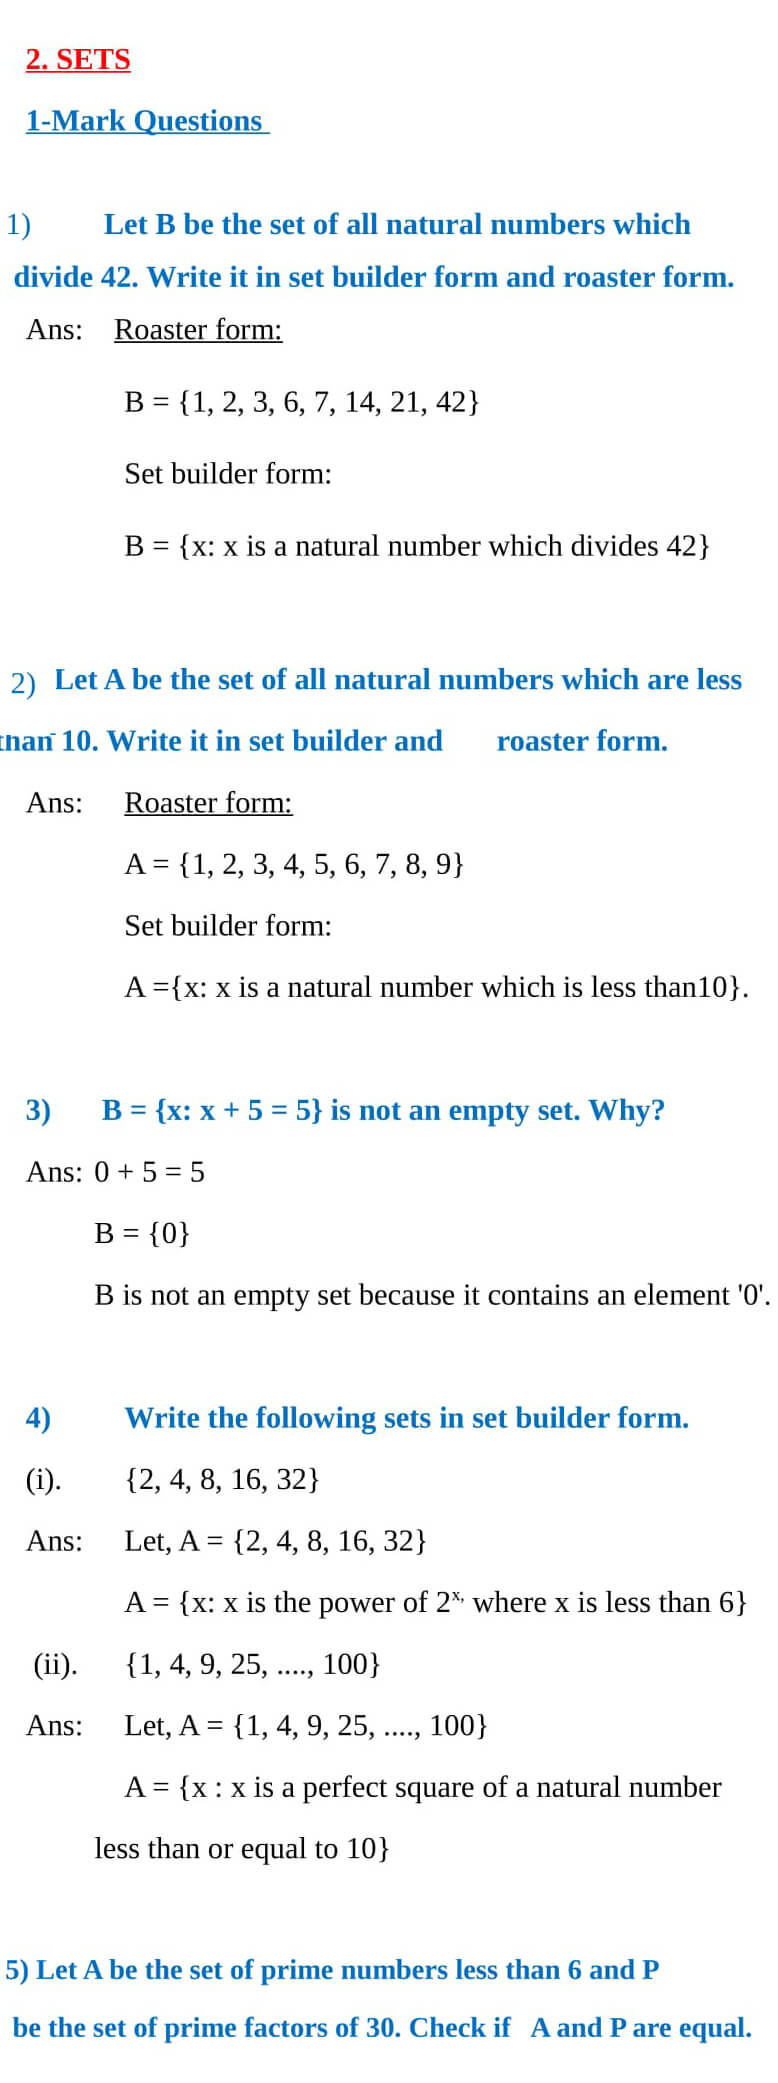 2. SETS
1-Mark Questions
1) Let B be the set of all natural numbers which
divide 42. Write it in set builder form and roaster form.
Ans: Roaster form:
B = {1, 2, 3, 6, 7, 14, 21, 42}
Set builder form:
B = {x: x is a natural number which divides 42}
2) Let A be the set of all natural numbers which are less
than 10. Write it in set builder and roaster form.
Ans: Roaster form:
A = {1, 2, 3, 4, 5, 6, 7, 8, 9}
Set builder form:
A ={x: x is a natural number which is less than10}.
3) B = {x: x + 5 = 5} is not an empty set. Why?
Ans: 0 + 5 = 5
B = {0}
B is not an empty set because it contains an element '0'.
4) Write the following sets in set builder form.
(i). {2, 4, 8, 16, 32}
Ans: Let, A = {2, 4, 8, 16, 32}
A = {x: x is the power of 2ˣ, where x is less than 6}
(ii). {1, 4, 9, 25, ...., 100}
Ans: Let, A = {1, 4, 9, 25, ...., 100}
A = {x : x is a perfect square of a natural number
less than or equal to 10}
5) Let A be the set of prime numbers less than 6 and P
be the set of prime factors of 30. Check if A and P are equal.